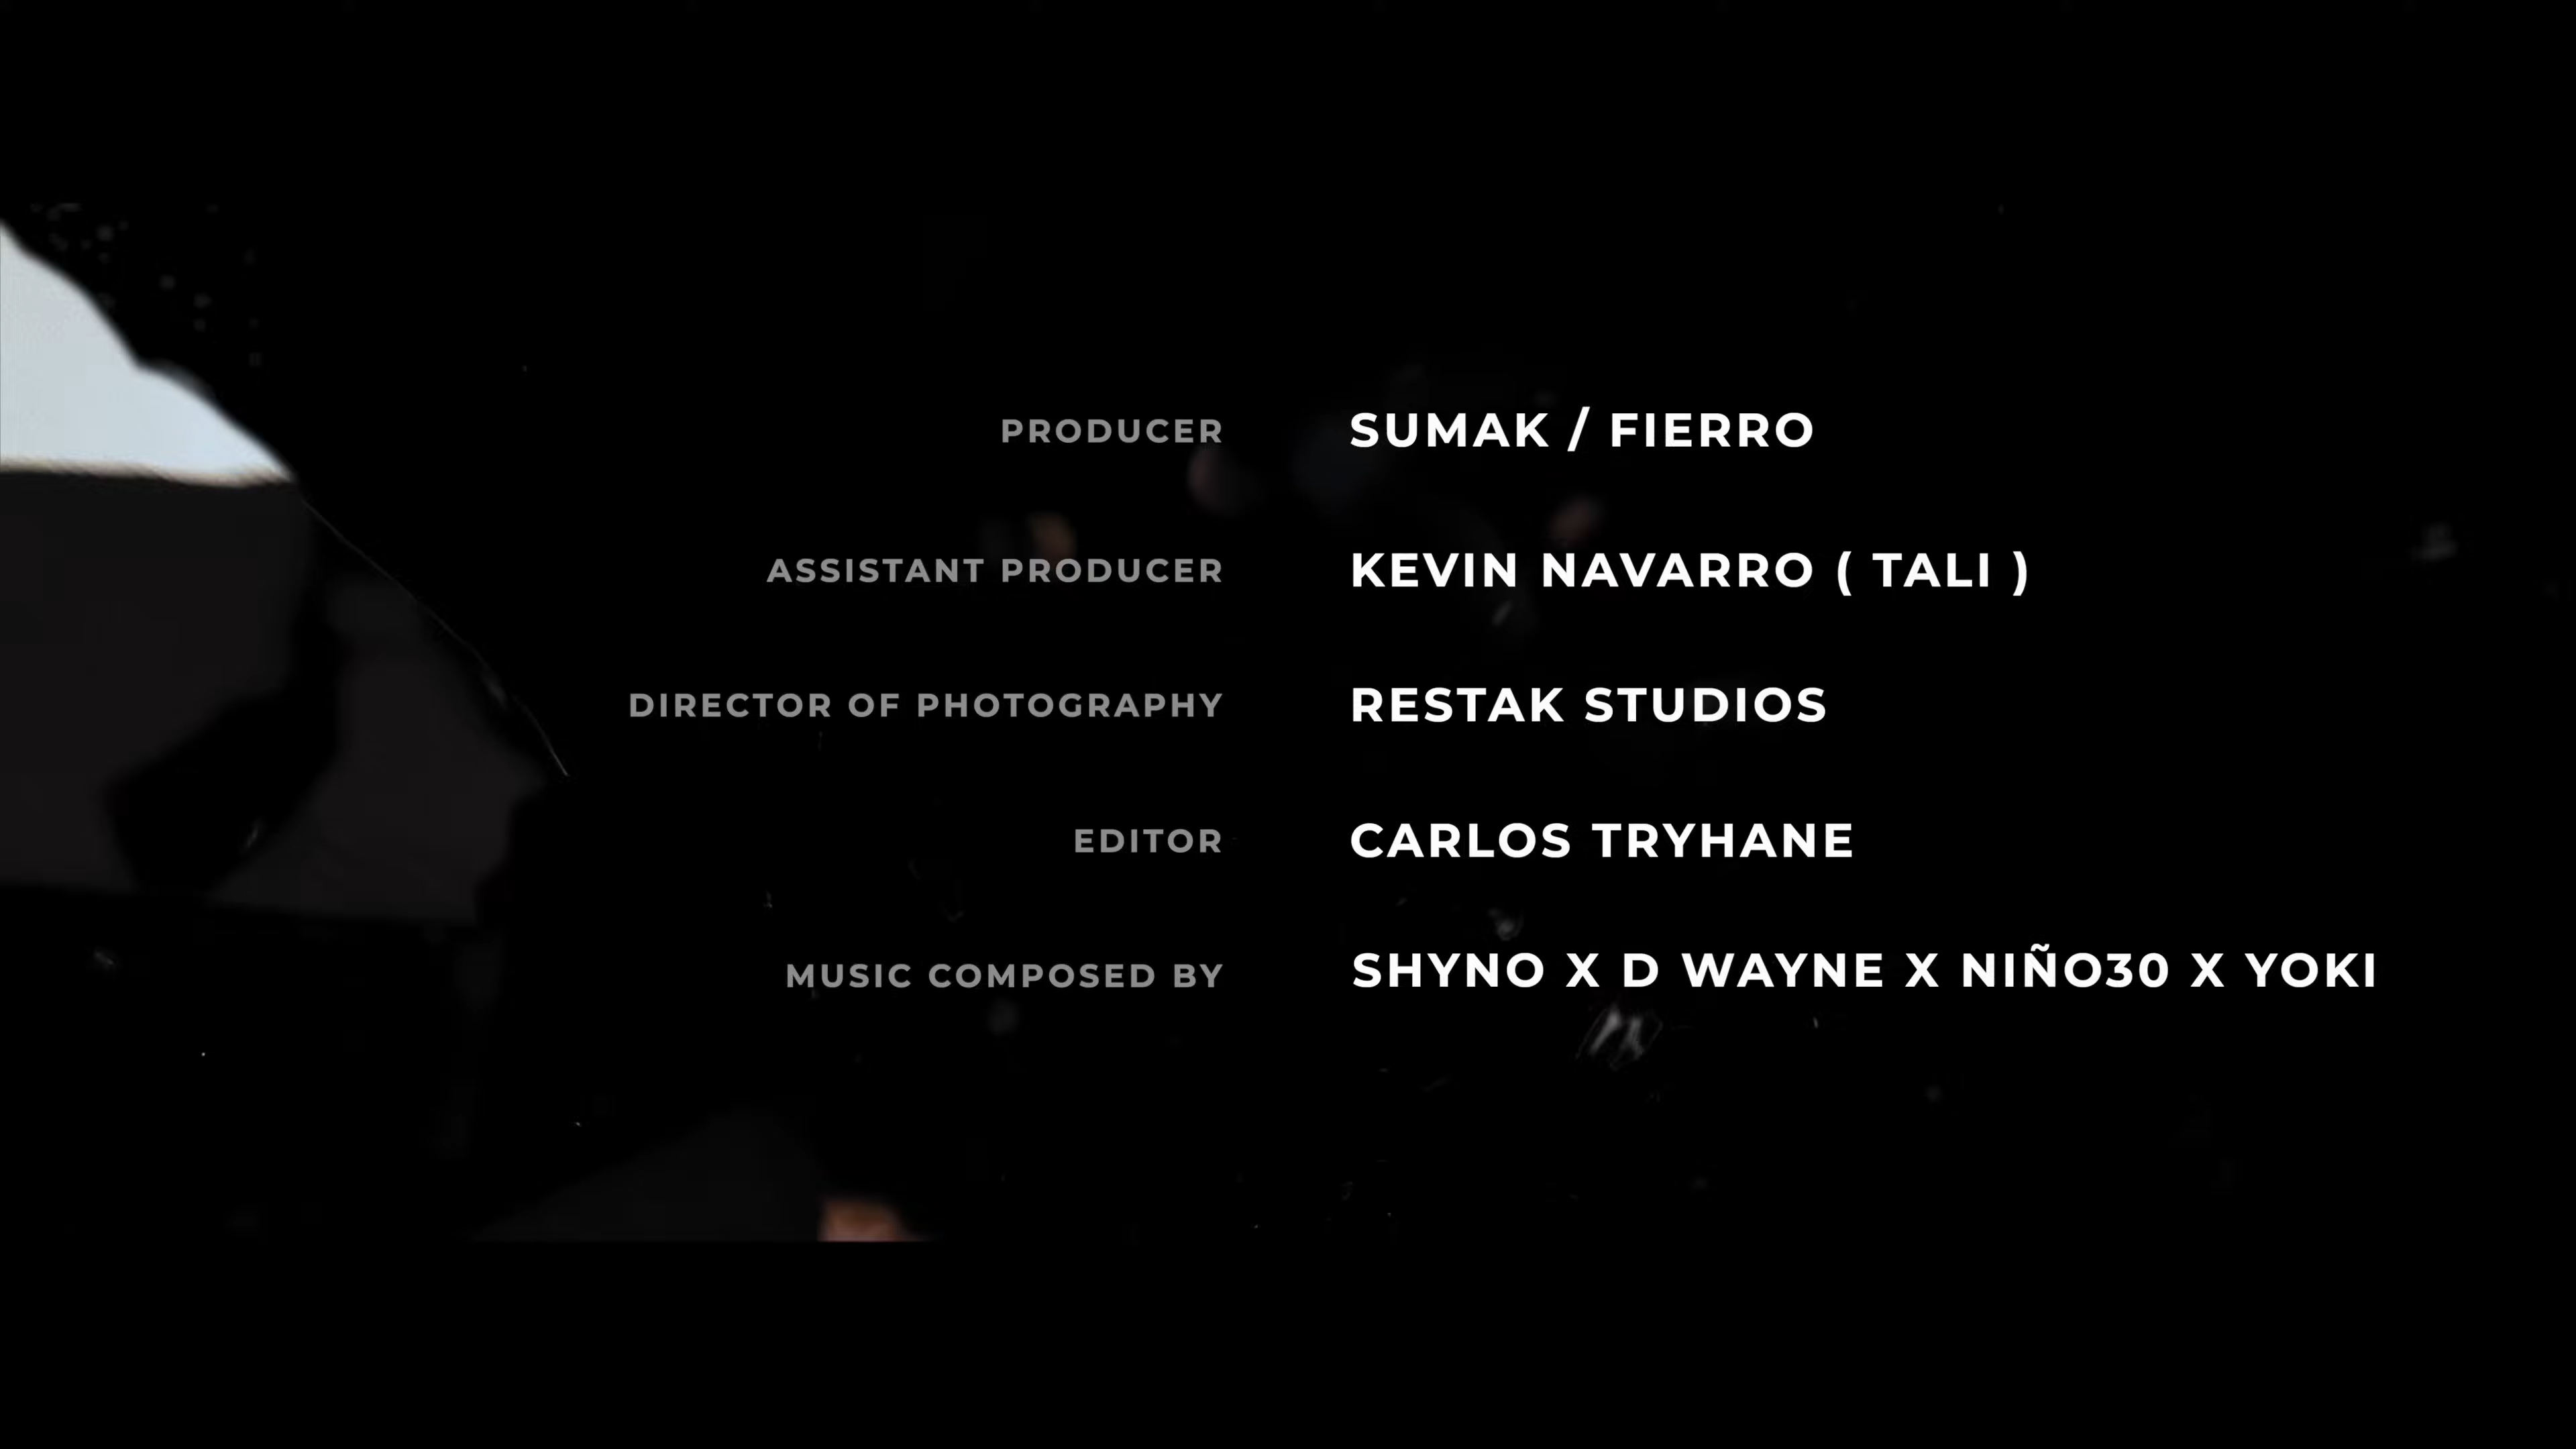 PRODUCER SUMAK / FIERRO
ASSISTANT PRODUCER KEVIN NAVARRO ( TALI )
DIRECTOR OF PHOTOGRAPHY RESTAK STUDIOS
EDITOR CARLOS TRYHANE
MUSIC COMPOSED BY SHYNO X D WAYNE X NIÑO30 X YOKI